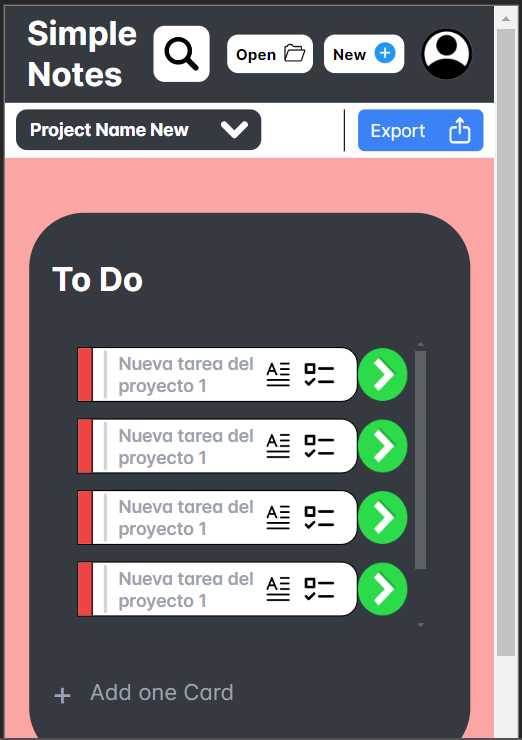 Simple
Notes
Open
New
Project Name New
Export
To Do
Nueva tarea del
proyecto 1
Nueva tarea del
proyecto 1
Nueva tarea del
proyecto 1
Nueva tarea del
proyecto 1
+ Add one Card